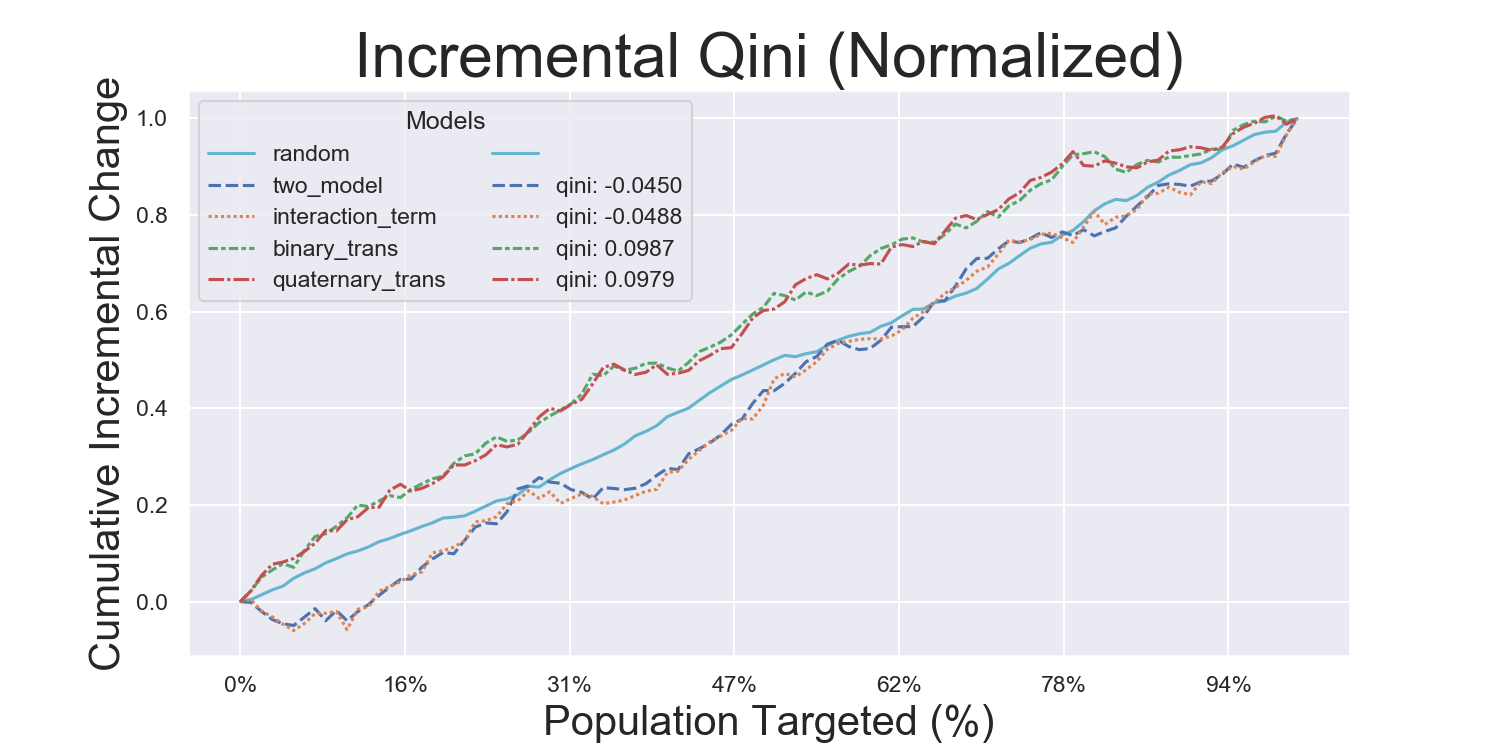 Incremental Qini (Normalized)
Cumulative Incremental Change
1.0
0.8
0.6
0.4
0.2
0.0
Models
random
two_model qini: -0.0450
interaction_term qini: -0.0488
binary_trans qini: 0.0987
quaternary_trans qini: 0.0979
0% 16% 31% 47% 62% 78% 94%
Population Targeted (%)